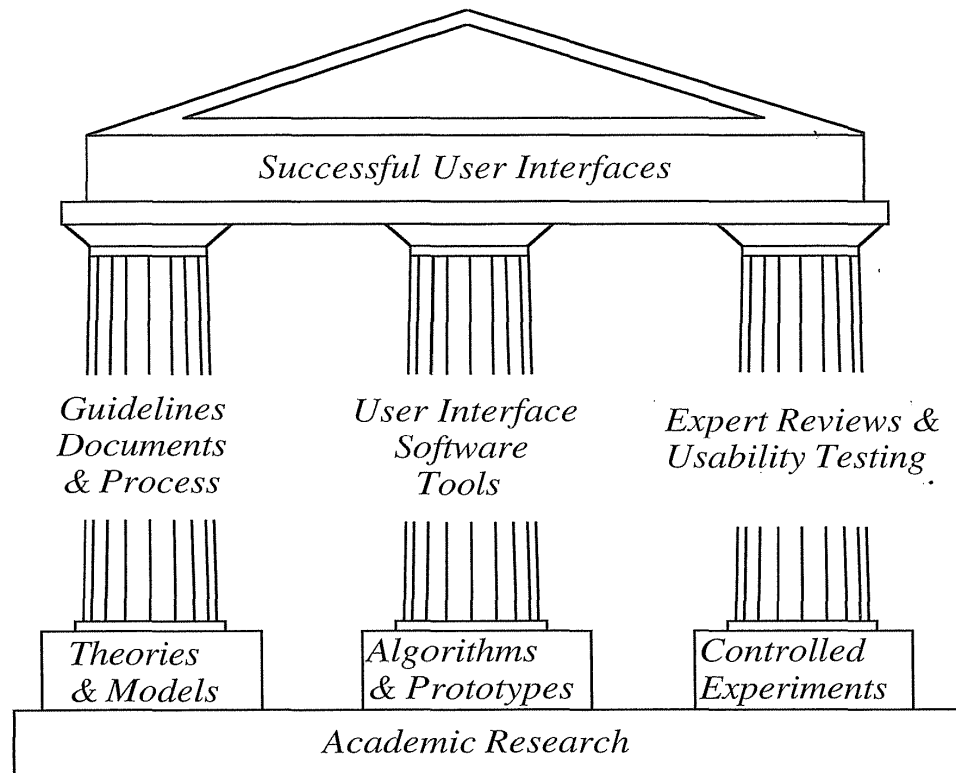 Successful User Interfaces
Guidelines
Documents
& Process
User Interface
Software
Tools
Expert Reviews &
Usability Testing
Theories
& Models
Algorithms
& Prototypes
Controlled
Experiments
Academic Research